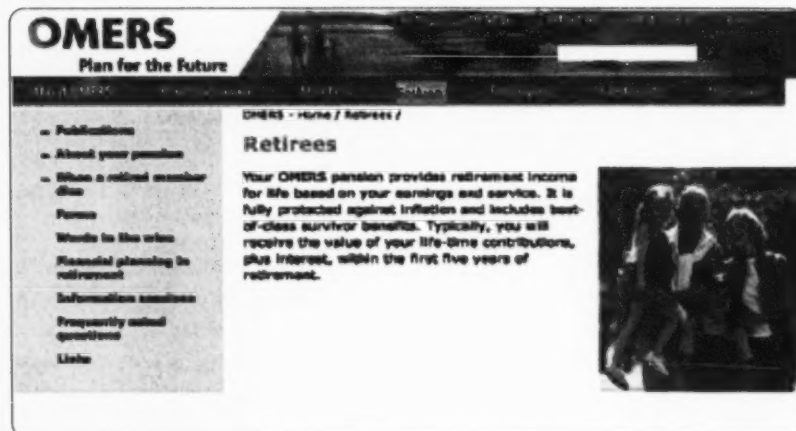 OMERS
Plan for the Future
Retirees
OMERS - Home / Retirees /
Publications
About your pension
When a retired member
dies
Forms
Words to the wise
Financial planning in
retirement
Information sessions
Frequently asked
questions
Links
Retirees
Your OMERS pension provides retirement income
for life based on your earnings and service. It is
fully protected against inflation and includes best-
of-class survivor benefits. Typically, you will
receive the value of your life-time contributions,
plus interest, within the first five years of
retirement.